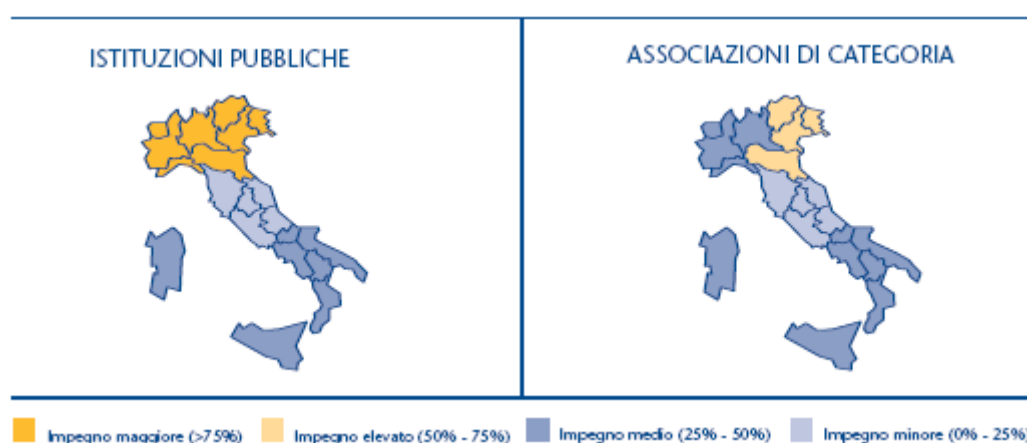 ISTITUZIONI PUBBLICHE
ASSOCIAZIONI DI CATEGORIA
Impegno maggiore (>75%)
Impegno elevato (50% - 75%)
Impegno medio (25% - 50%)
Impegno minore (0% - 25%)